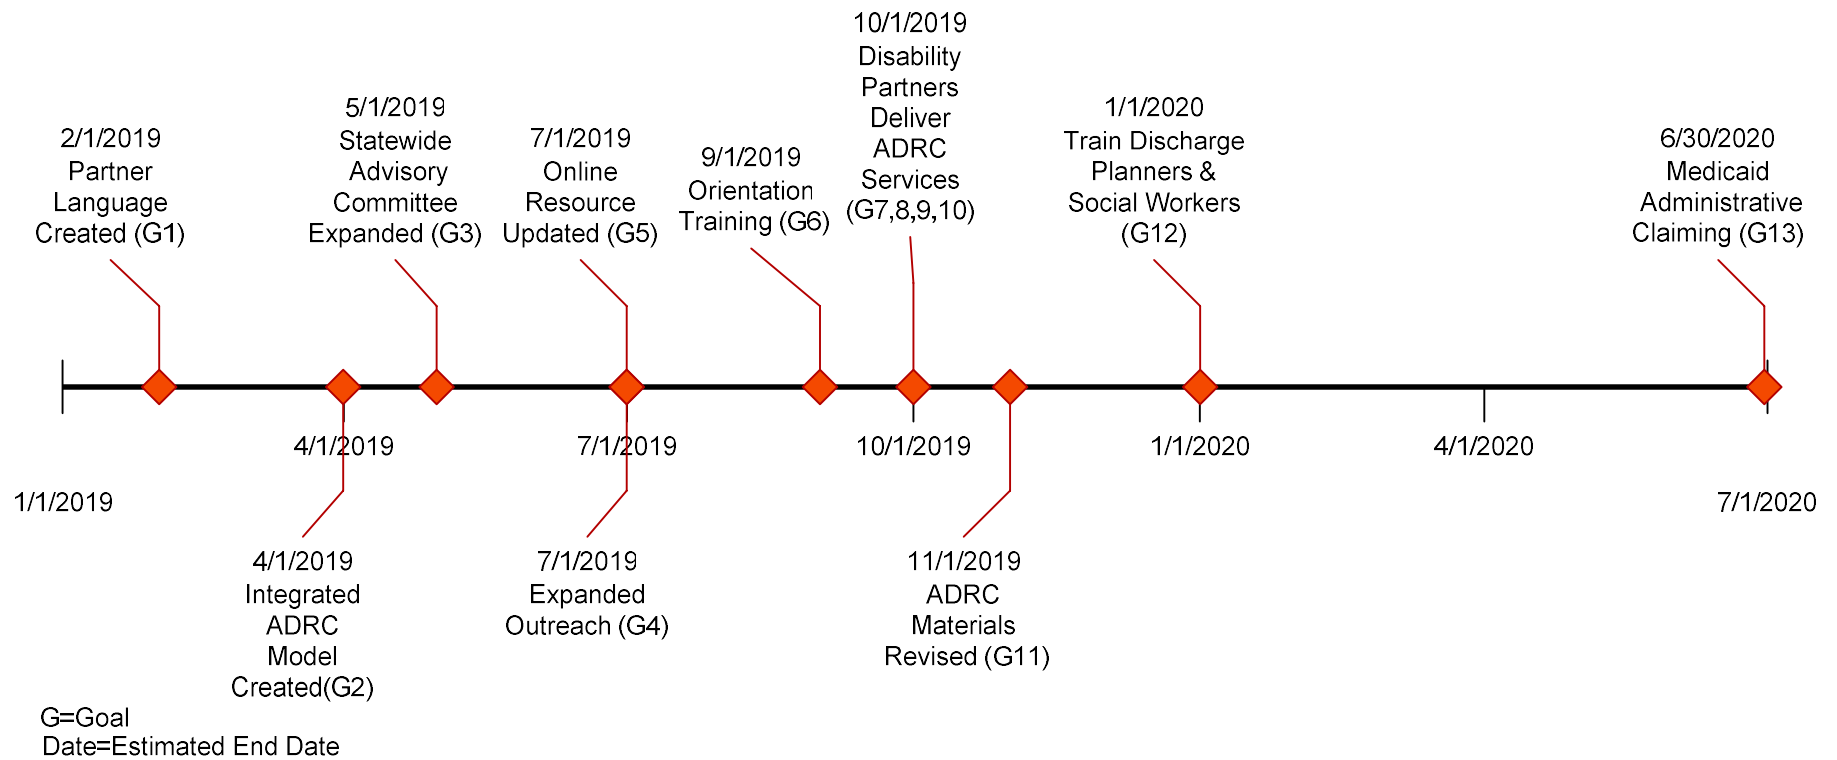 2/1/2019
Partner
Language
Created (G1)
5/1/2019
Statewide
Advisory
Committee
Expanded (G3)
7/1/2019
Online
Resource
Updated (G5)
9/1/2019
Orientation
Training (G6)
10/1/2019
Disability
Partners
Deliver
ADRC
Services
(G7,8,9,10)
1/1/2020
Train Discharge
Planners &
Social Workers
(G12)
6/30/2020
Medicaid
Administrative
Claiming (G13)
1/1/2019
4/1/2019
7/1/2019
10/1/2019
1/1/2020
4/1/2020
7/1/2020
4/1/2019
Integrated
ADRC
Model
Created(G2)
7/1/2019
Expanded
Outreach (G4)
11/1/2019
ADRC
Materials
Revised (G11)
G=Goal
Date=Estimated End Date